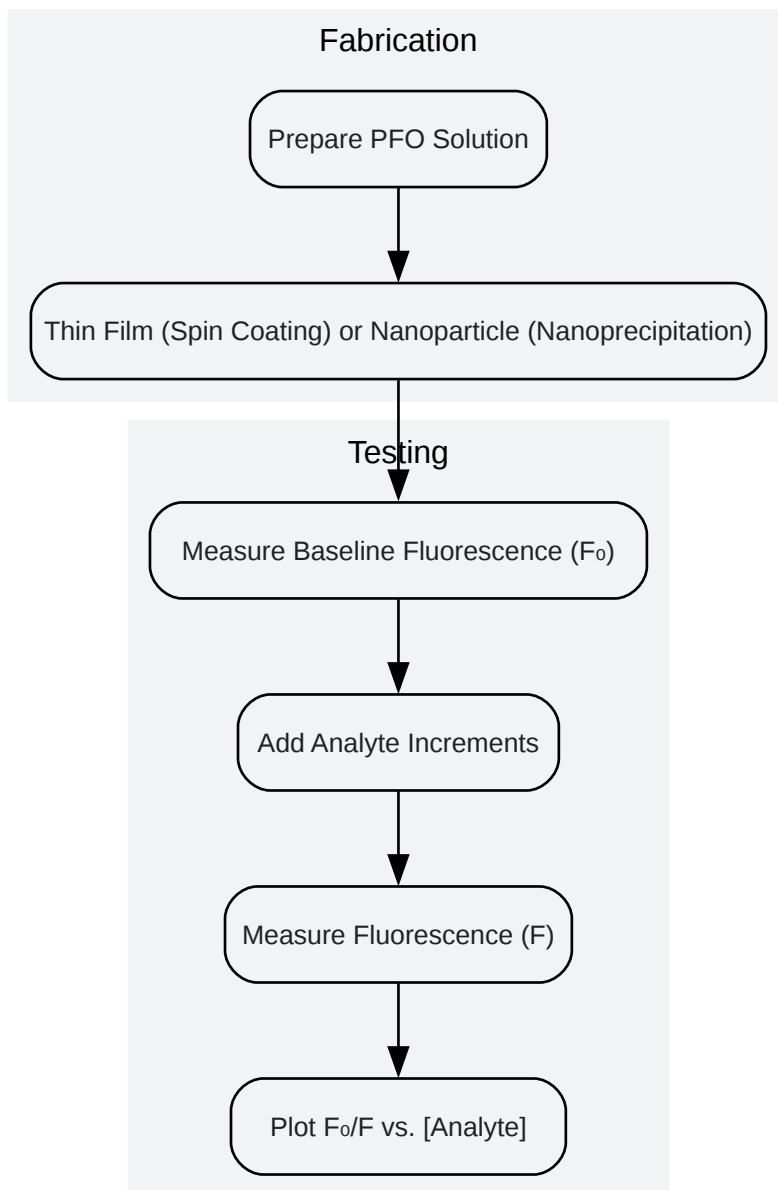 Fabrication
Prepare PFO Solution
Thin Film (Spin Coating) or Nanoparticle (Nanoprecipitation)
Testing
Measure Baseline Fluorescence (F₀)
Add Analyte Increments
Measure Fluorescence (F)
Plot F₀/F vs. [Analyte]